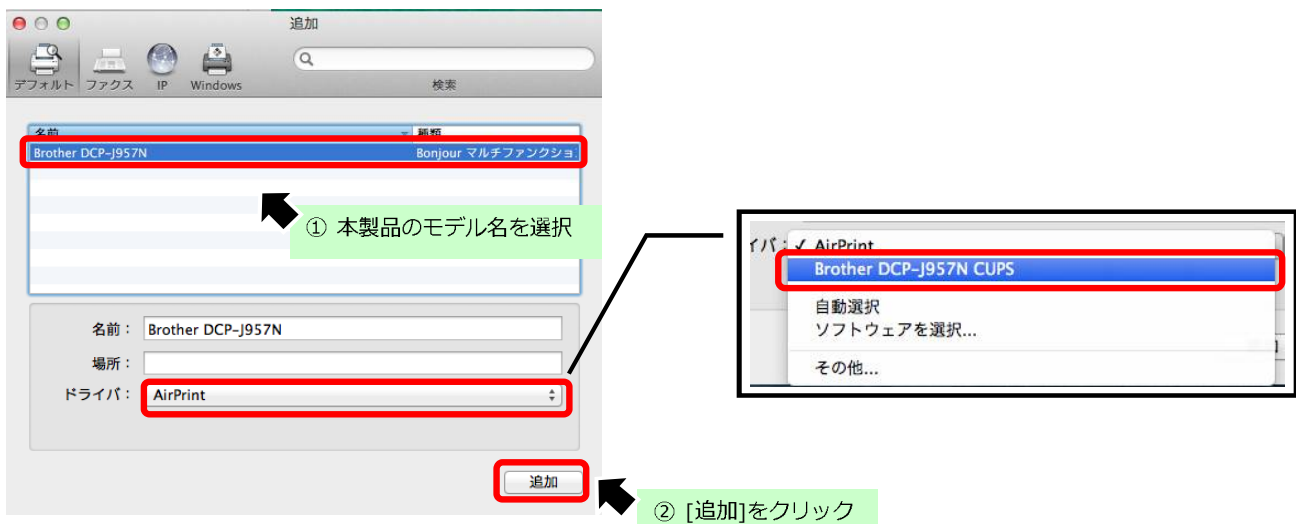 追加
デフォルト ファクス IP Windows 検索
名前 種類
Brother DCP-J957N Bonjour マルチファンクショ
① 本製品のモデル名を選択
名前： Brother DCP-J957N
場所：
ドライバ： AirPrint
追加
② [追加]をクリック
イバ： ✓ AirPrint
Brother DCP-J957N CUPS
自動選択
ソフトウェアを選択...
その他...